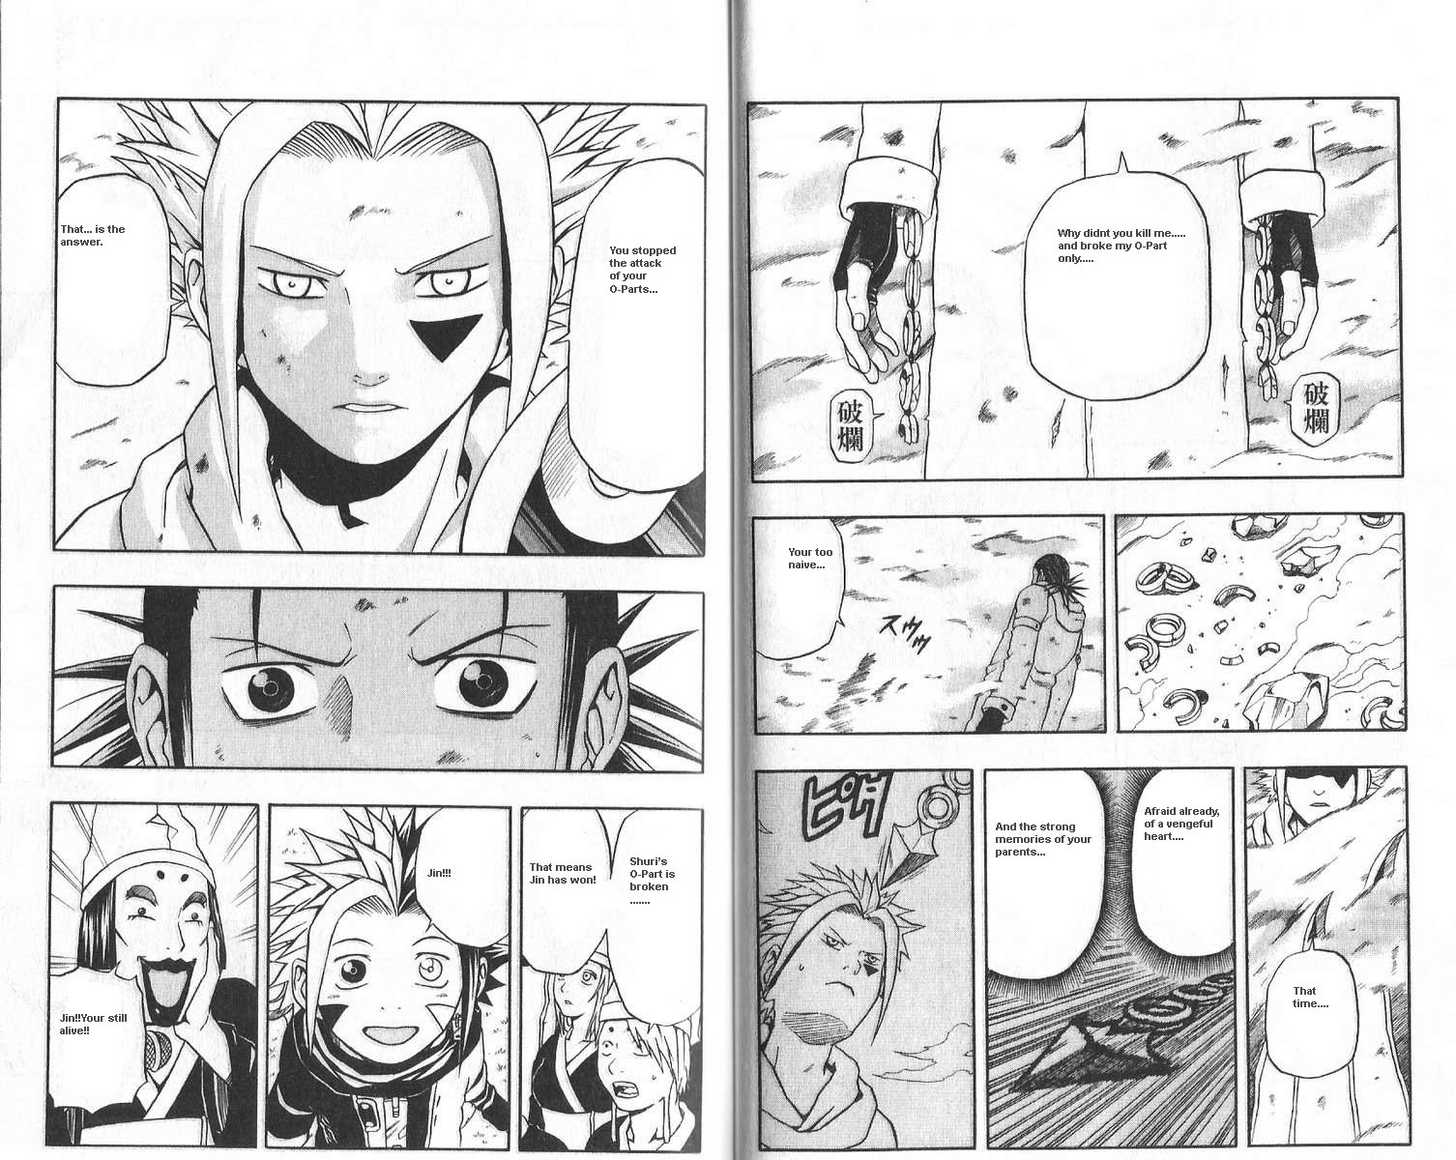 Why didnt you kill me.....
and broke my O-Part
only.....
破爛
破爛
Your too
naive...
スウゥ
That
time....
Afraid already,
of a vengeful
heart....
And the strong
memories of your
parents...
ピタ
You stopped
the attack
of your
O-Parts...
That... is the
answer.
Shuri's
O-Part is
broken
.......
That means
Jin has won!
Jin!!!
Jin!!Your still
alive!!